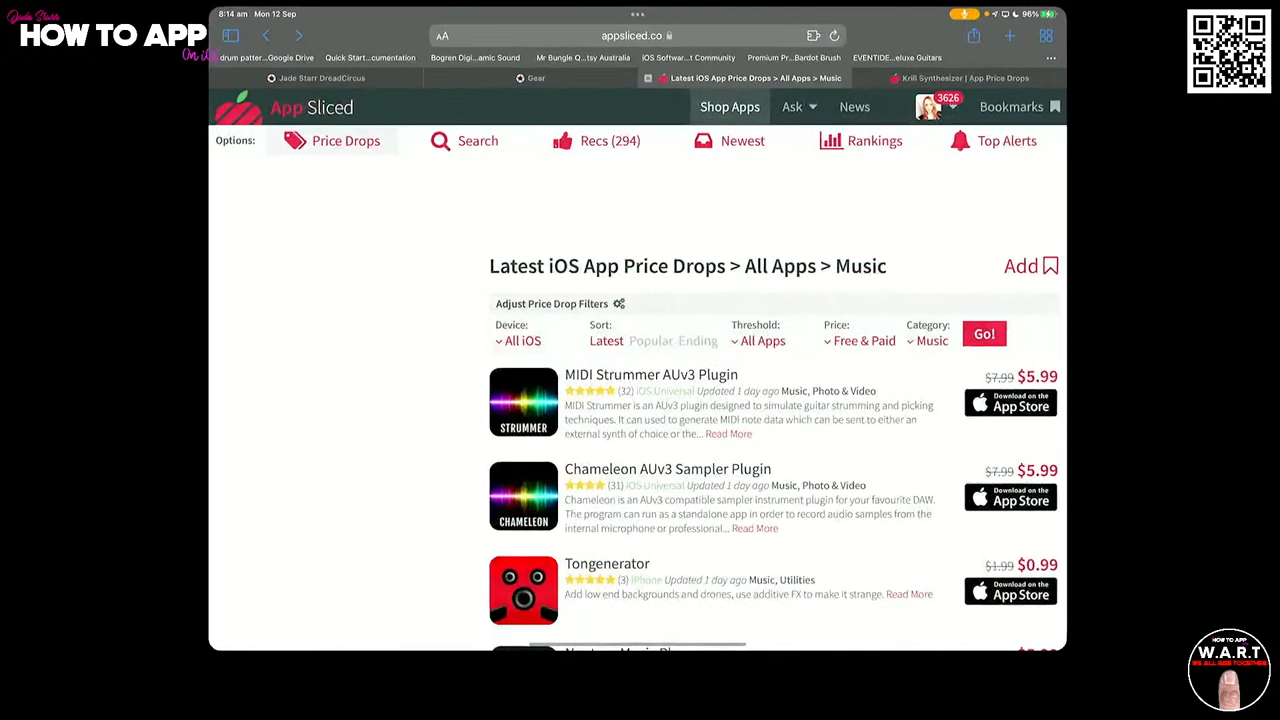 Jade Starr
HOW TO APP
On iOS
8:14 am Mon 12 Sep
96%
AA
appsliced.co
drum patter...Google Drive
Quick Start...cumentation
Bogren Digi...amic Sound
Mr Bungle Q...tsy Australia
IOS Softwar...t Community
Premium Pr...Bardot Brush
EVENTIDE...eluxe Guitars
Jade Starr DreadCircus
Gear
Latest iOS App Price Drops > All Apps > Music
Krill Synthesizer | App Price Drops
App Sliced
Shop Apps
Ask
News
3626
Bookmarks
Options:
Price Drops
Search
Recs (294)
Newest
Rankings
Top Alerts
Latest iOS App Price Drops > All Apps > Music
Add
Adjust Price Drop Filters
Device:
Sort:
Threshold:
Price:
Category:
All iOS
Latest Popular Ending
All Apps
Free & Paid
Music
Go!
STRUMMER
MIDI Strummer AUv3 Plugin
(32) iOS Universal Updated 1 day ago Music, Photo & Video
MIDI Strummer is an AUv3 plugin designed to simulate guitar strumming and picking
techniques. It can used to generate MIDI note data which can be sent to either an
external synth of choice or the... Read More
$7.99 $5.99
Download on the
App Store
CHAMELEON
Chameleon AUv3 Sampler Plugin
(31) iOS Universal Updated 1 day ago Music, Photo & Video
Chameleon is an AUv3 compatible sampler instrument plugin for your favourite DAW.
The program can run as a standalone app in order to record audio samples from the
internal microphone or professional... Read More
$7.99 $5.99
Download on the
App Store
Tongenerator
(3) iPhone Updated 1 day ago Music, Utilities
Add low end backgrounds and drones, use additive FX to make it strange. Read More
$1.99 $0.99
Download on the
App Store
HOW TO APP
W.A.R.T
WE ALL RISE TOGETHER